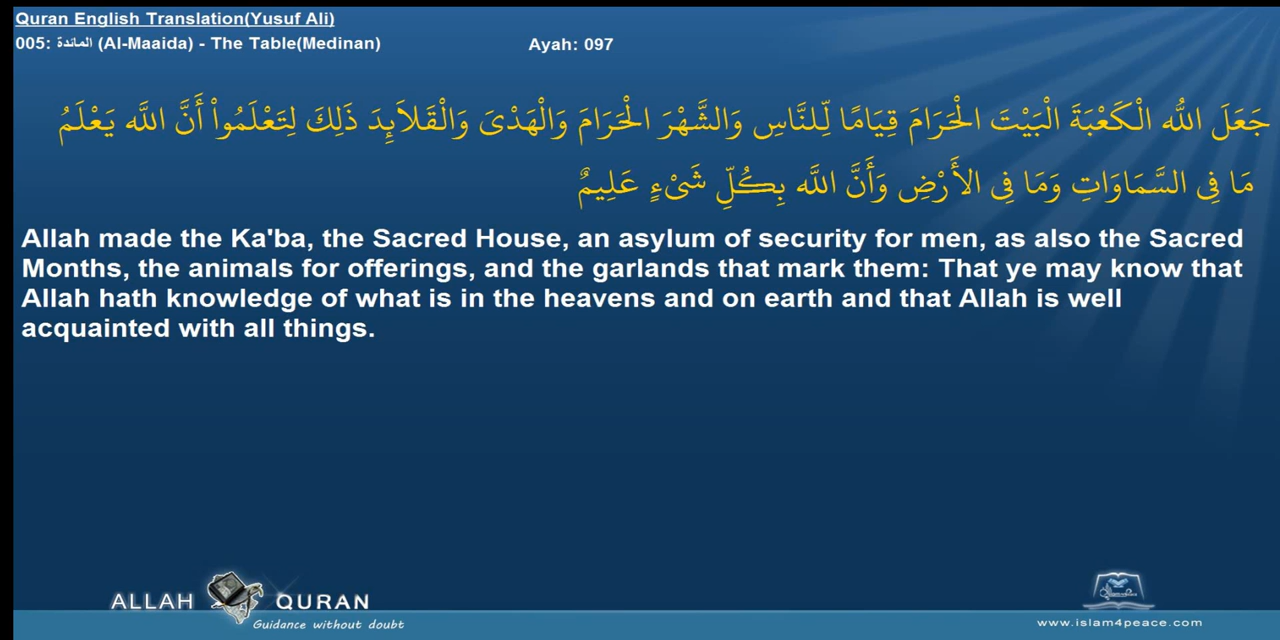 Quran English Translation(Yusuf Ali)
005: المائدة (Al-Maaida) - The Table(Medinan) Ayah: 097
جَعَلَ اللّٰهُ الْكَعْبَةَ الْبَيْتَ الْحَرَامَ قِيَامًا لِّلنَّاسِ وَالشَّهْرَ الْحَرَامَ وَالْهَدْىَ وَالْقَلاَئِدَ ذَلِكَ لِتَعْلَمُواْ أَنَّ اللّٰهَ يَعْلَمُ
مَا فِى السَّمَاوَاتِ وَمَا فِى الأَرْضِ وَأَنَّ اللّٰهَ بِكُلِّ شَىْءٍ عَلِيمٌ
Allah made the Ka'ba, the Sacred House, an asylum of security for men, as also the Sacred
Months, the animals for offerings, and the garlands that mark them: That ye may know that
Allah hath knowledge of what is in the heavens and on earth and that Allah is well
acquainted with all things.
ALLAH QURAN
Guidance without doubt
www.islam4peace.com